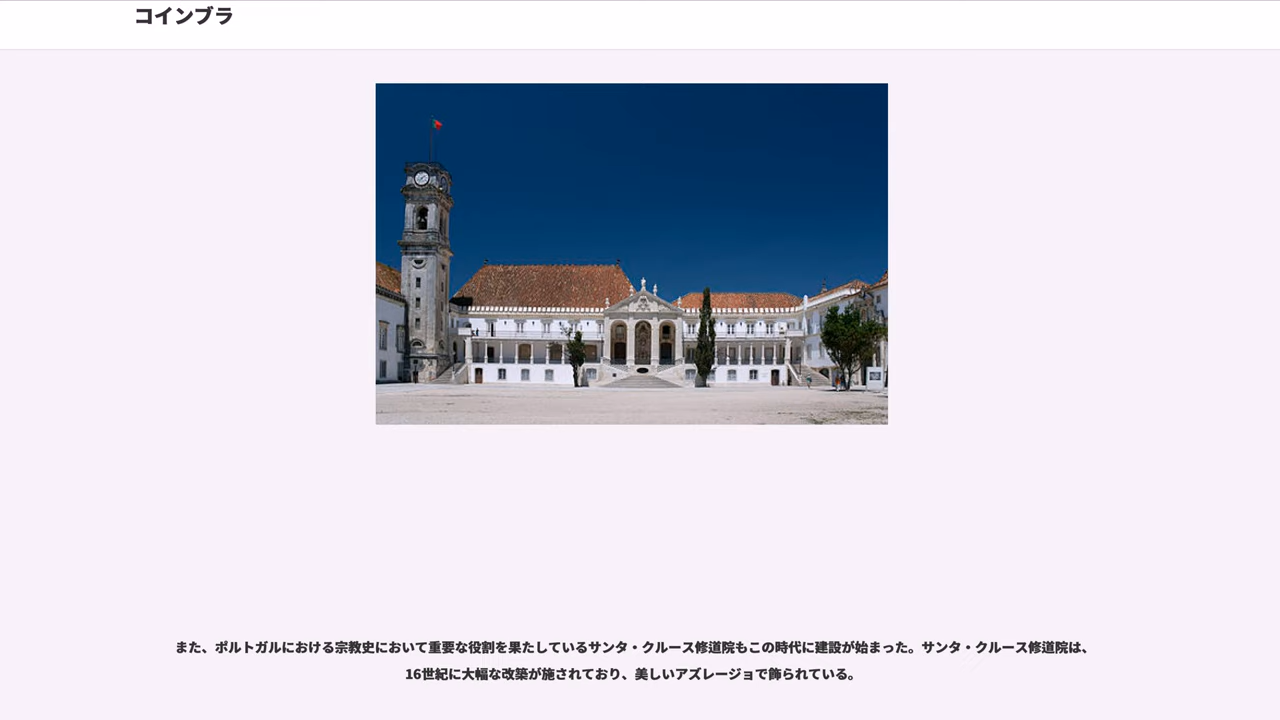 コインブラ
また、ポルトガルにおける宗教史において重要な役割を果たしているサンタ・クルース修道院もこの時代に建設が始まった。サンタ・クルース修道院は、
16世紀に大幅な改築が施されており、美しいアズレージョで飾られている。